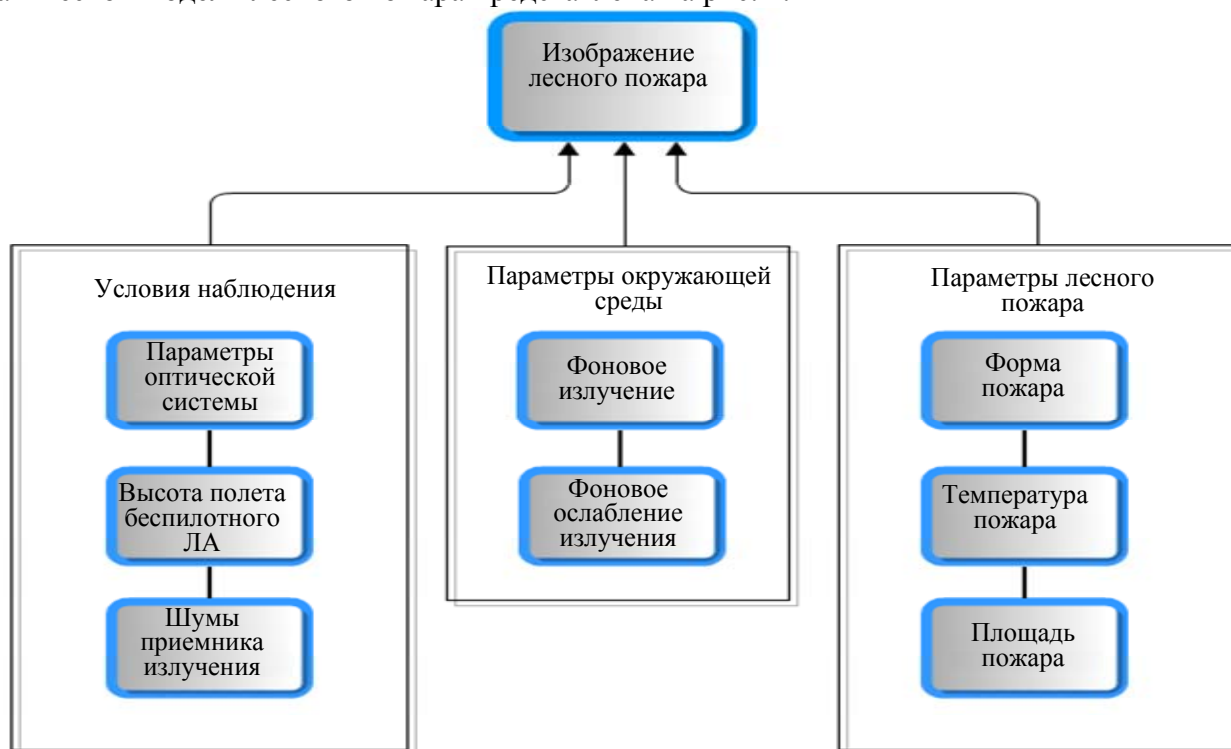 Изображение
лесного пожара
Условия наблюдения
Параметры
оптической
системы
Высота полета
беспилотного
ЛА
Шумы
приемника
излучения
Параметры окружающей
среды
Фоновое
излучение
Фоновое
ослабление
излучения
Параметры лесного
пожара
Форма
пожара
Температура
пожара
Площадь
пожара